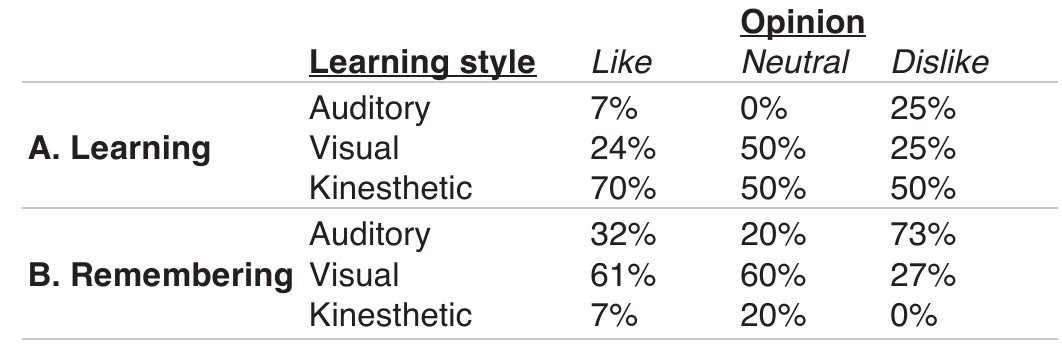 Opinion
Learning style Like Neutral Dislike
Auditory 7% 0% 25%
A. Learning Visual 24% 50% 25%
Kinesthetic 70% 50% 50%
Auditory 32% 20% 73%
B. Remembering Visual 61% 60% 27%
Kinesthetic 7% 20% 0%